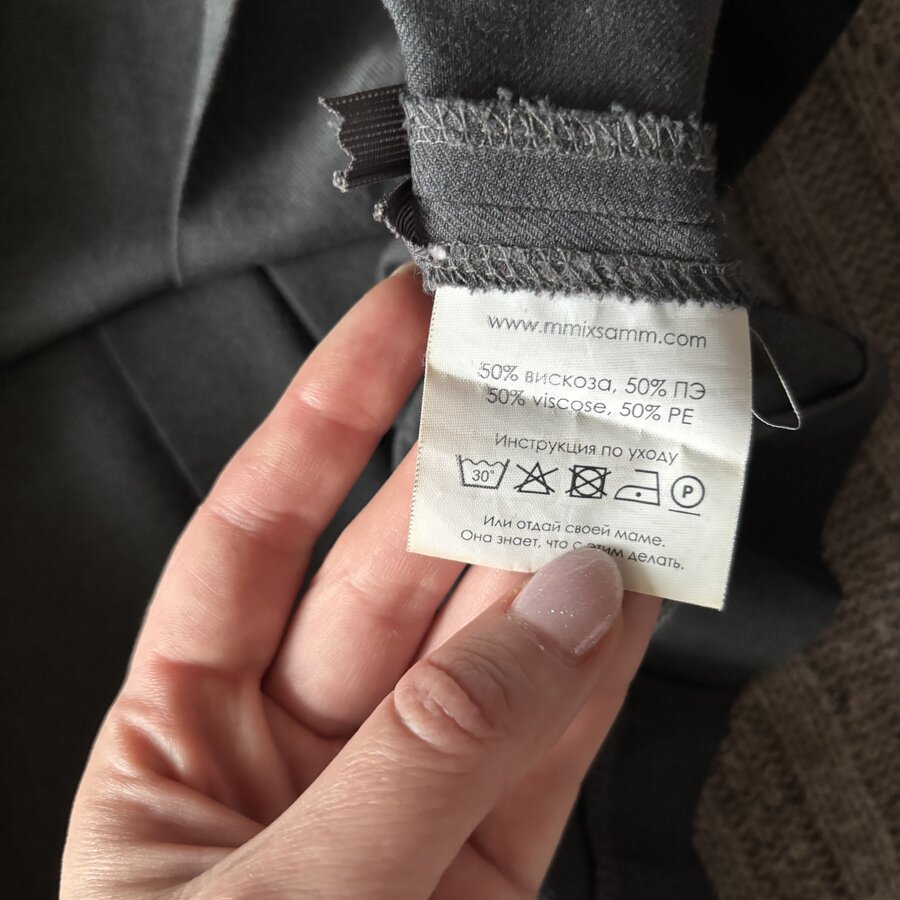 www.mmixsamm.com
50% вискоза, 50% ПЭ
50% viscose, 50% PE
Инструкция по уходу
30° P
Или отдай своей маме.
Она знает, что с этим делать.